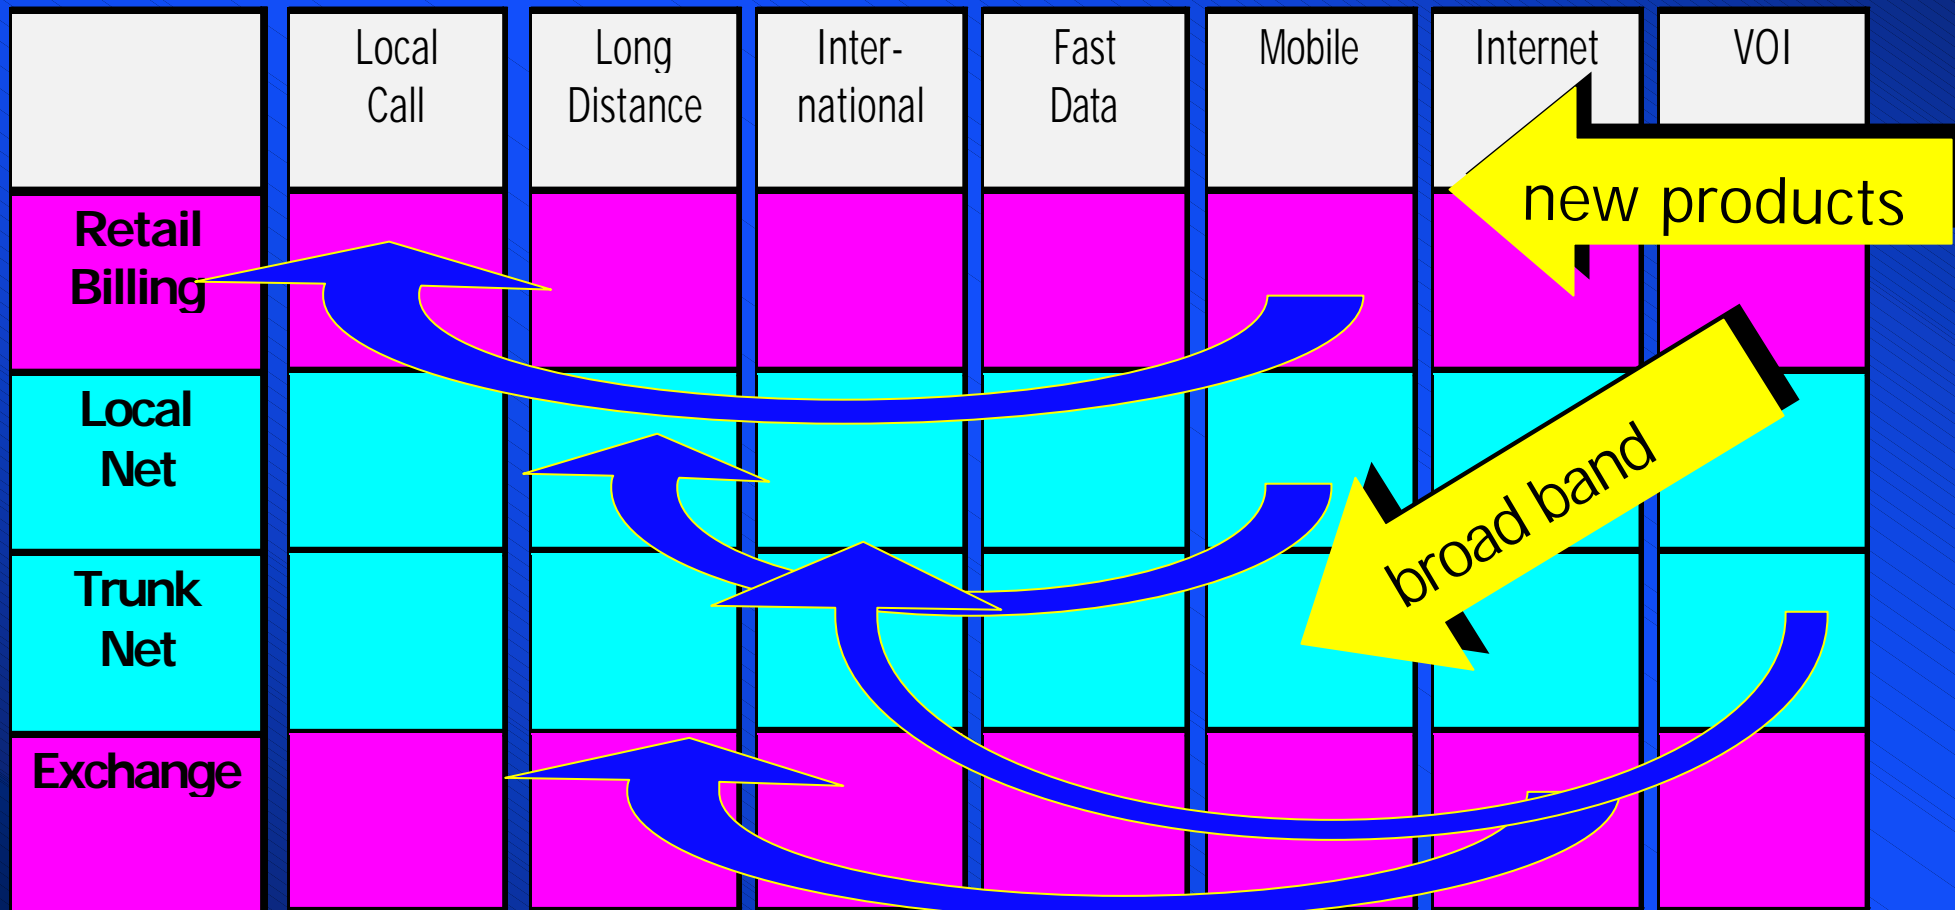 Local
Call
Long
Distance
Inter-
national
Fast
Data
Mobile
Internet
VOI
new products
Retail
Billing
Local
Net
broad band
Trunk
Net
Exchange